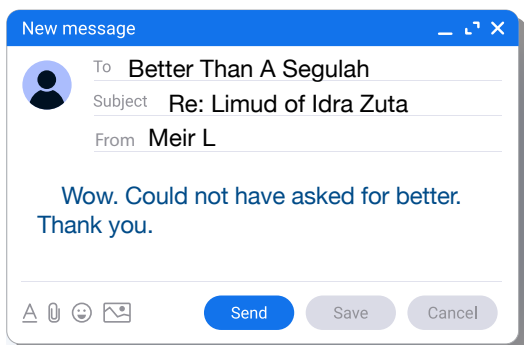 New message
To Better Than A Segulah
Subject Re: Limud of Idra Zuta
From Meir L
Wow. Could not have asked for better.
Thank you.
A Send Save Cancel